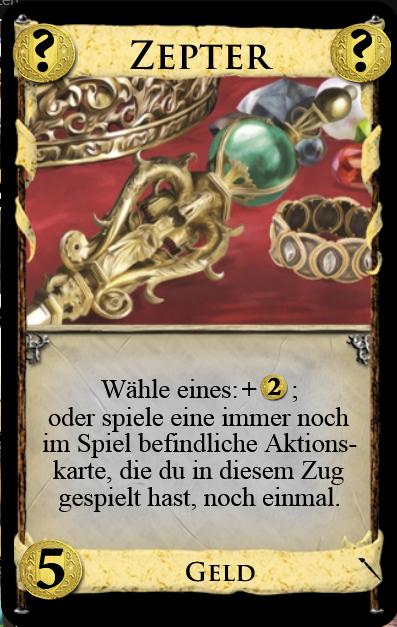 ? ZEPTER ?
Wähle eines: + 2 ;
oder spiele eine immer noch
im Spiel befindliche Aktions-
karte, die du in diesem Zug
gespielt hast, noch einmal.
5 GELD